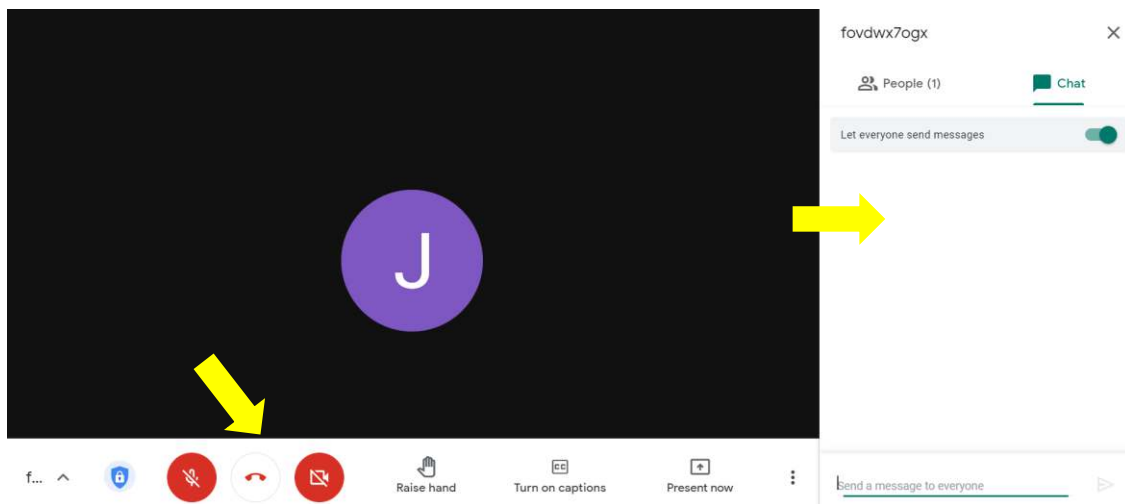 fovdwx7ogx
People (1)
Chat
Let everyone send messages
J
f...
Raise hand
CC
Turn on captions
Present now
Send a message to everyone